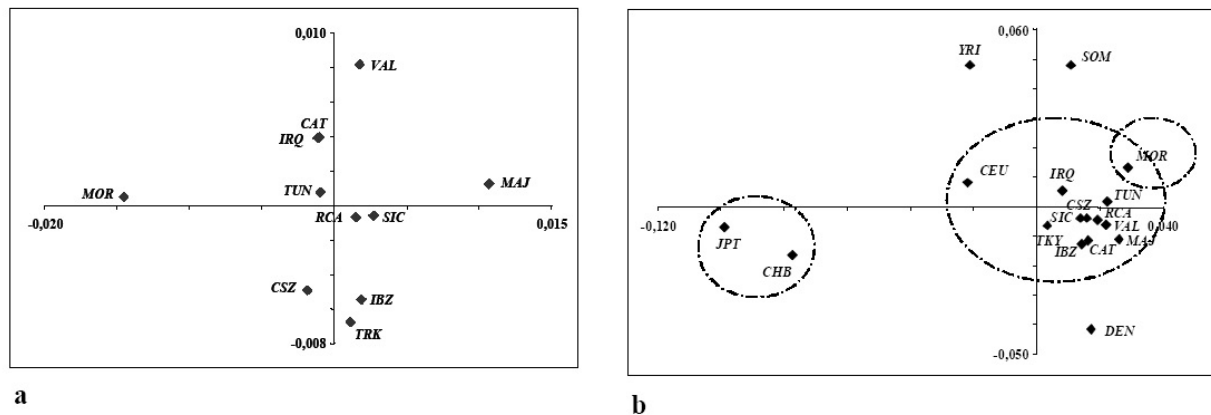 0,010
VAL
CAT
IRQ
MOR
TUN
MAJ
-0,020
0,015
RCA
SIC
CSZ
IBZ
TRK
-0,008
a
0,060
YRI
SOM
MOR
CEU
IRQ
TUN
-0,120
CSZ
RCA
SIC
VAL
0,040
TKY
MAJ
IBZ
CAT
JPT
CHB
DEN
-0,050
b